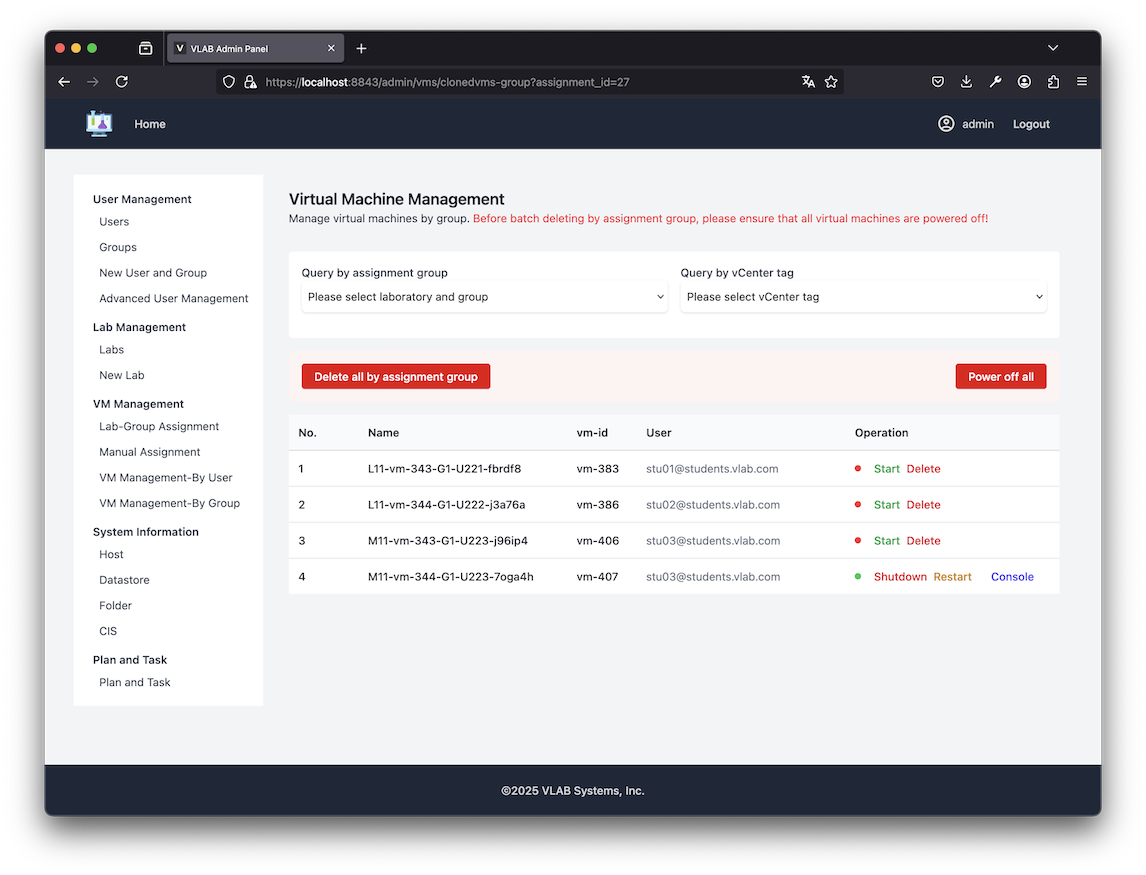 V VLAB Admin Panel
https://localhost:8843/admin/vms/clonedvms-group?assignment_id=27
Home admin Logout
User Management
Users
Groups
New User and Group
Advanced User Management
Lab Management
Labs
New Lab
VM Management
Lab-Group Assignment
Manual Assignment
VM Management-By User
VM Management-By Group
System Information
Host
Datastore
Folder
CIS
Plan and Task
Plan and Task
Virtual Machine Management
Manage virtual machines by group. Before batch deleting by assignment group, please ensure that all virtual machines are powered off!
Query by assignment group Query by vCenter tag
Please select laboratory and group Please select vCenter tag
Delete all by assignment group Power off all
No. Name vm-id User Operation
1 L11-vm-343-G1-U221-fbrdf8 vm-383 stu01@students.vlab.com Start Delete
2 L11-vm-344-G1-U222-j3a76a vm-386 stu02@students.vlab.com Start Delete
3 M11-vm-343-G1-U223-j96ip4 vm-406 stu03@students.vlab.com Start Delete
4 M11-vm-344-G1-U223-7oga4h vm-407 stu03@students.vlab.com Shutdown Restart Console
©2025 VLAB Systems, Inc.